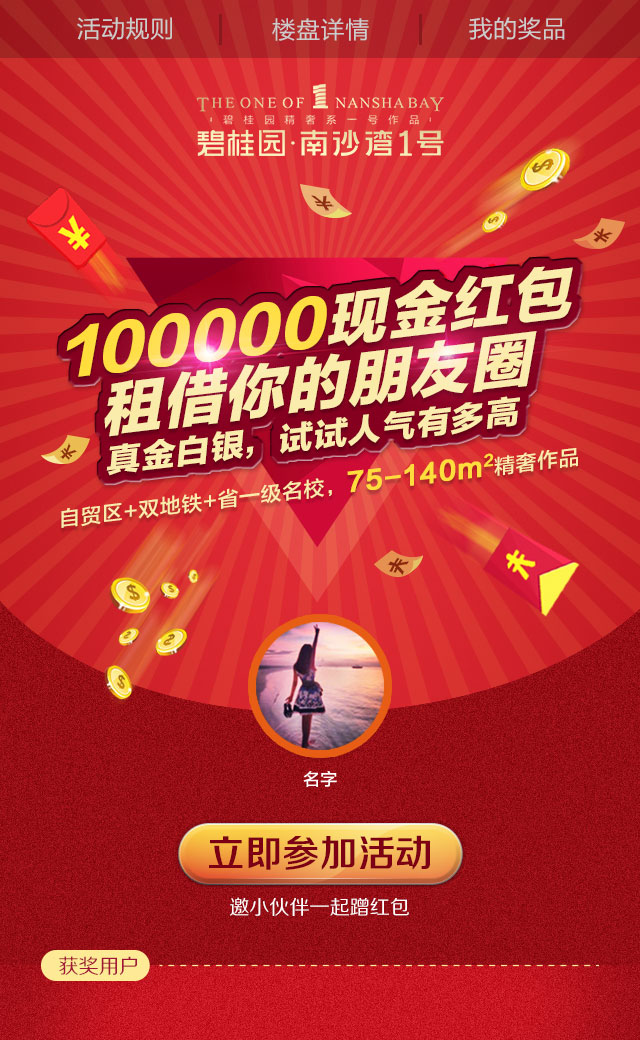 活动规则
楼盘详情
我的奖品
THE ONE OF 1 NANSHA BAY
碧桂园精奢系一号作品
碧桂园·南沙湾1号
100000现金红包
租借你的朋友圈
真金白银，试试人气有多高
自贸区+双地铁+省一级名校，75-140m²精奢作品
名字
立即参加活动
邀小伙伴一起蹭红包
获奖用户